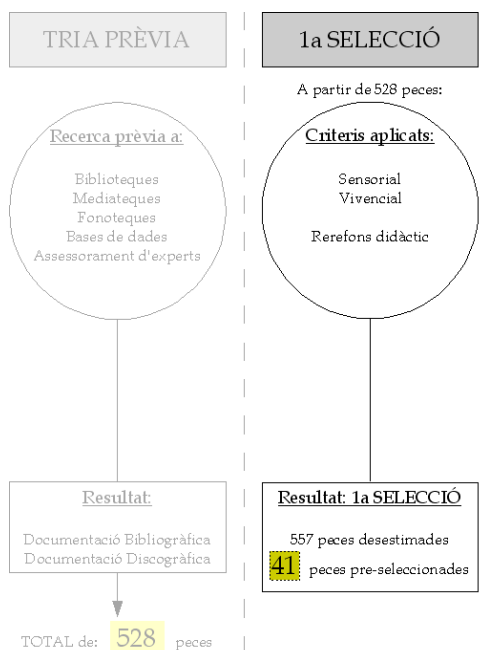 TRIA PRÈVIA
Recerca prèvia a:
Biblioteques
Mediateques
Fonoteques
Bases de dades
Assessorament d'experts
Resultat:
Documentació Bibliogràfica
Documentació Discogràfica
TOTAL de: 528 peces
1a SELECCIÓ
A partir de 528 peces:
Criteris aplicats:
Sensorial
Vivencial
Rerefons didàctic
Resultat: 1a SELECCIÓ
557 peces desestimades
41 peces pre-seleccionades